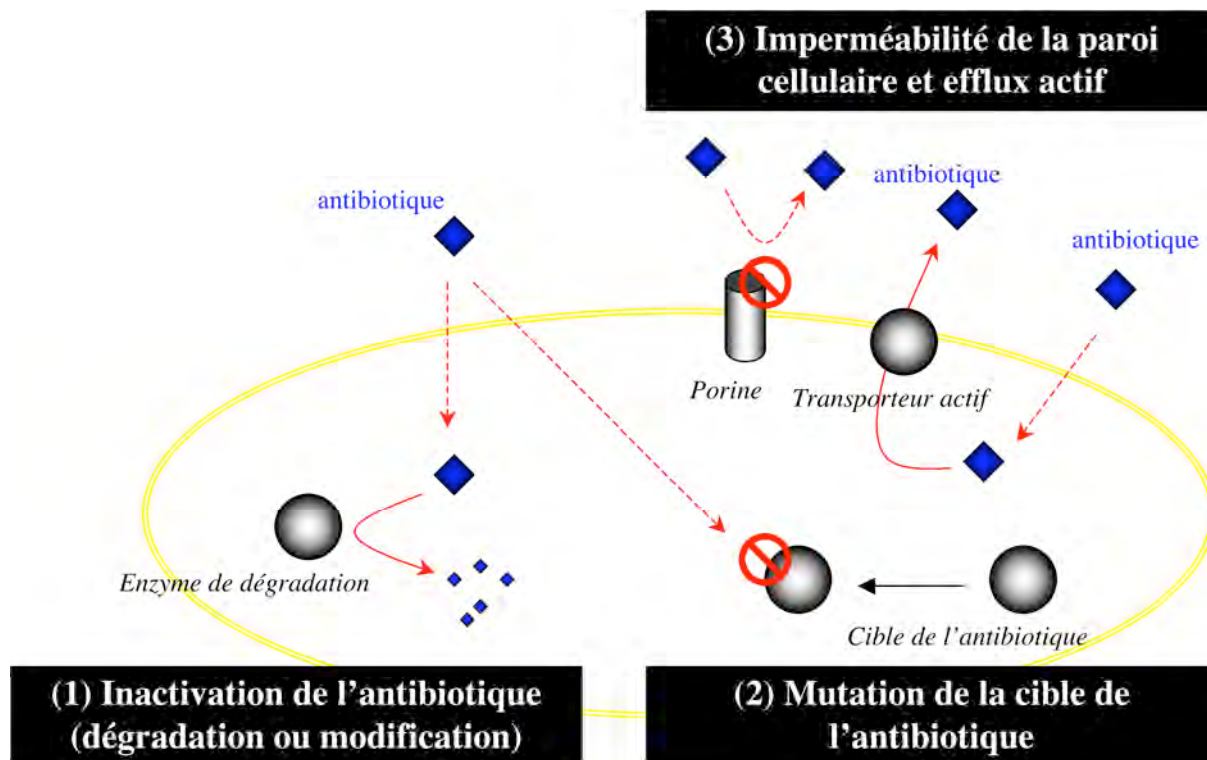 (3) Imperméabilité de la paroi
cellulaire et efflux actif
antibiotique
antibiotique
antibiotique
Porine
Transporteur actif
Enzyme de dégradation
Cible de l'antibiotique
(1) Inactivation de l'antibiotique
(dégradation ou modification)
(2) Mutation de la cible de
l'antibiotique